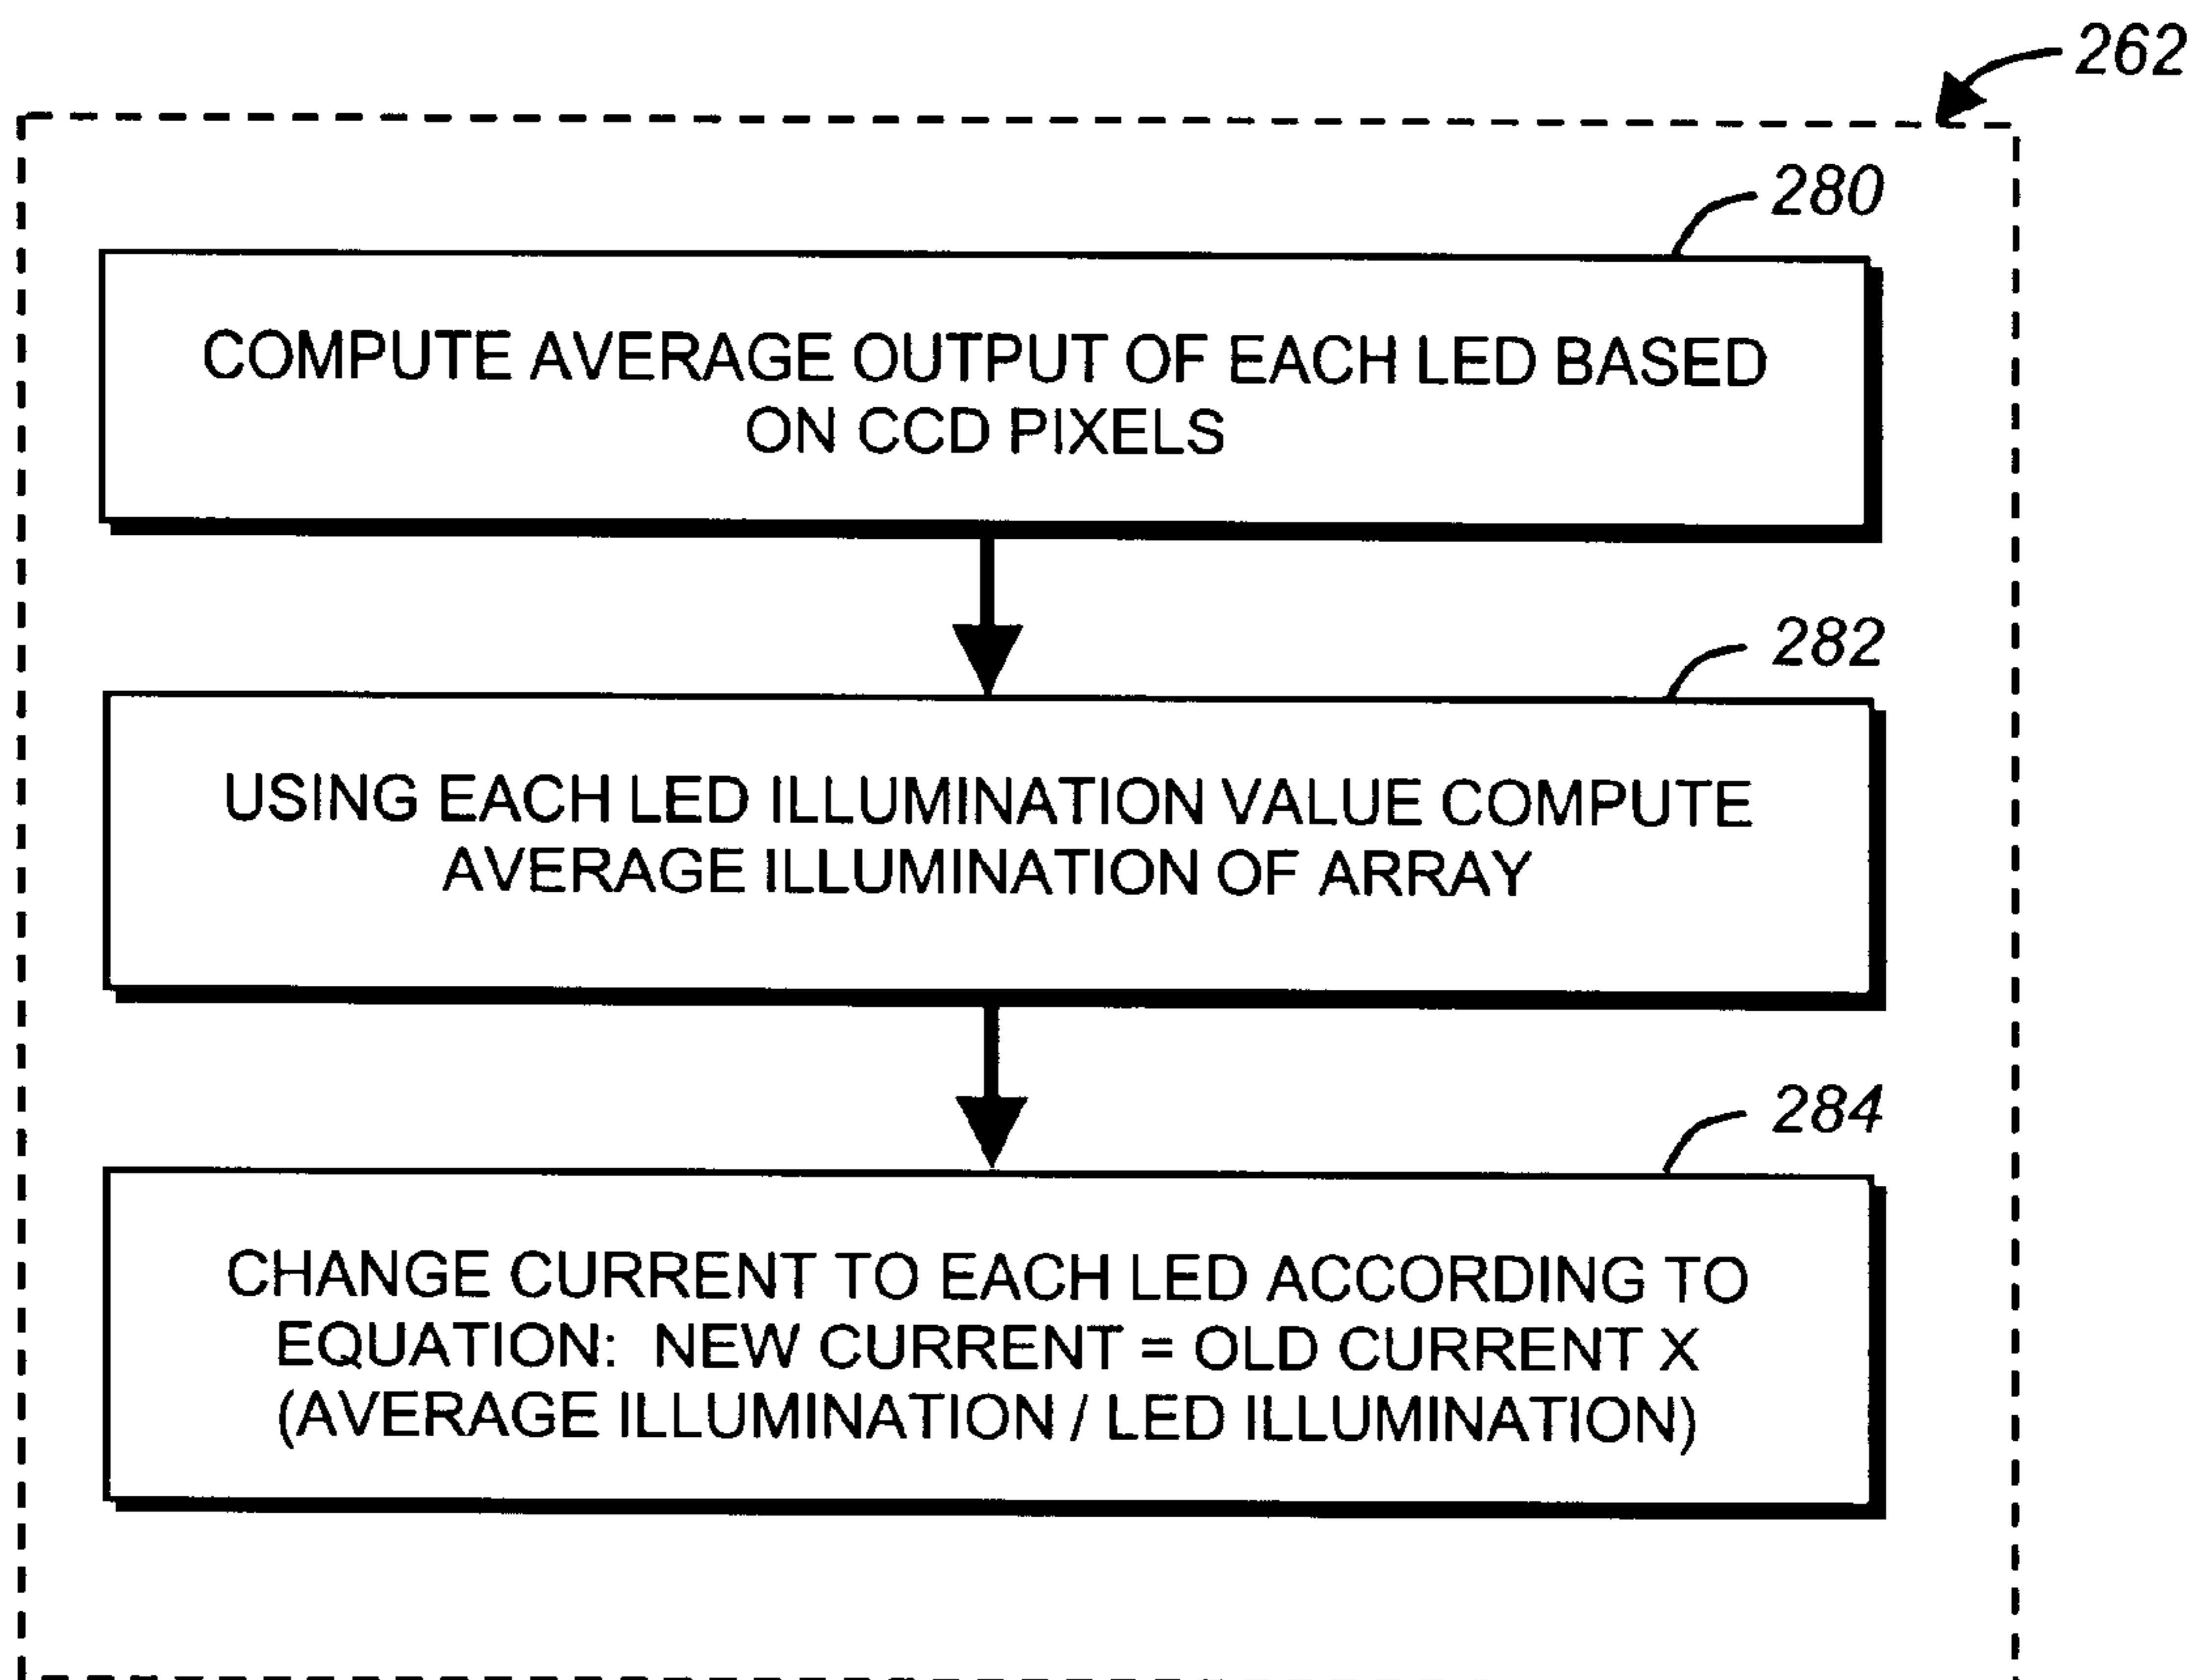 262
280
COMPUTE AVERAGE OUTPUT OF EACH LED BASED
ON CCD PIXELS
282
USING EACH LED ILLUMINATION VALUE COMPUTE
AVERAGE ILLUMINATION OF ARRAY
284
CHANGE CURRENT TO EACH LED ACCORDING TO
EQUATION: NEW CURRENT = OLD CURRENT X
(AVERAGE ILLUMINATION / LED ILLUMINATION)